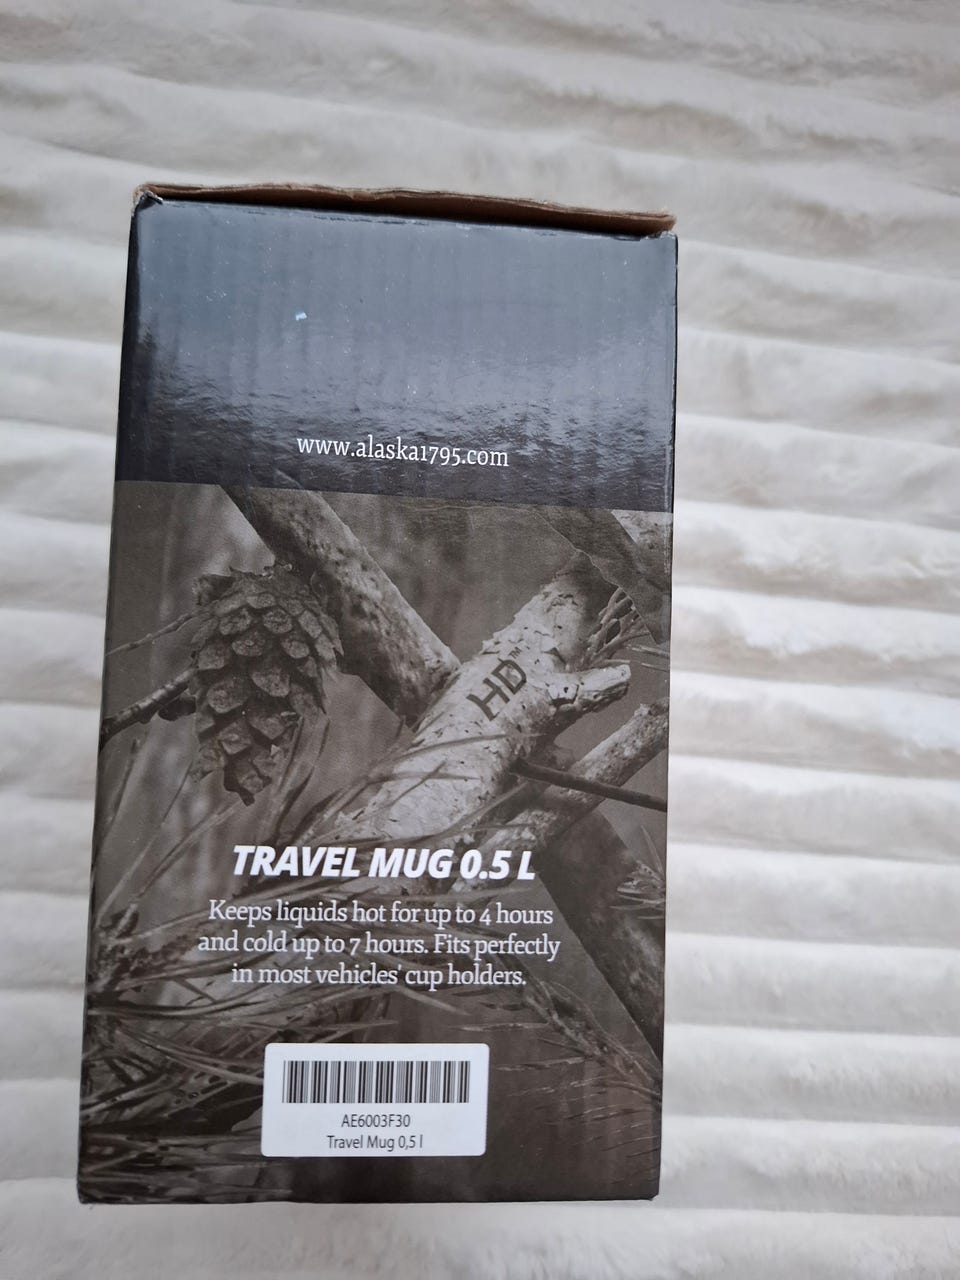 www.alaska1795.com
HD™
TRAVEL MUG 0.5 L
Keeps liquids hot for up to 4 hours
and cold up to 7 hours. Fits perfectly
in most vehicles' cup holders.
AE6003F30
Travel Mug 0,5 l